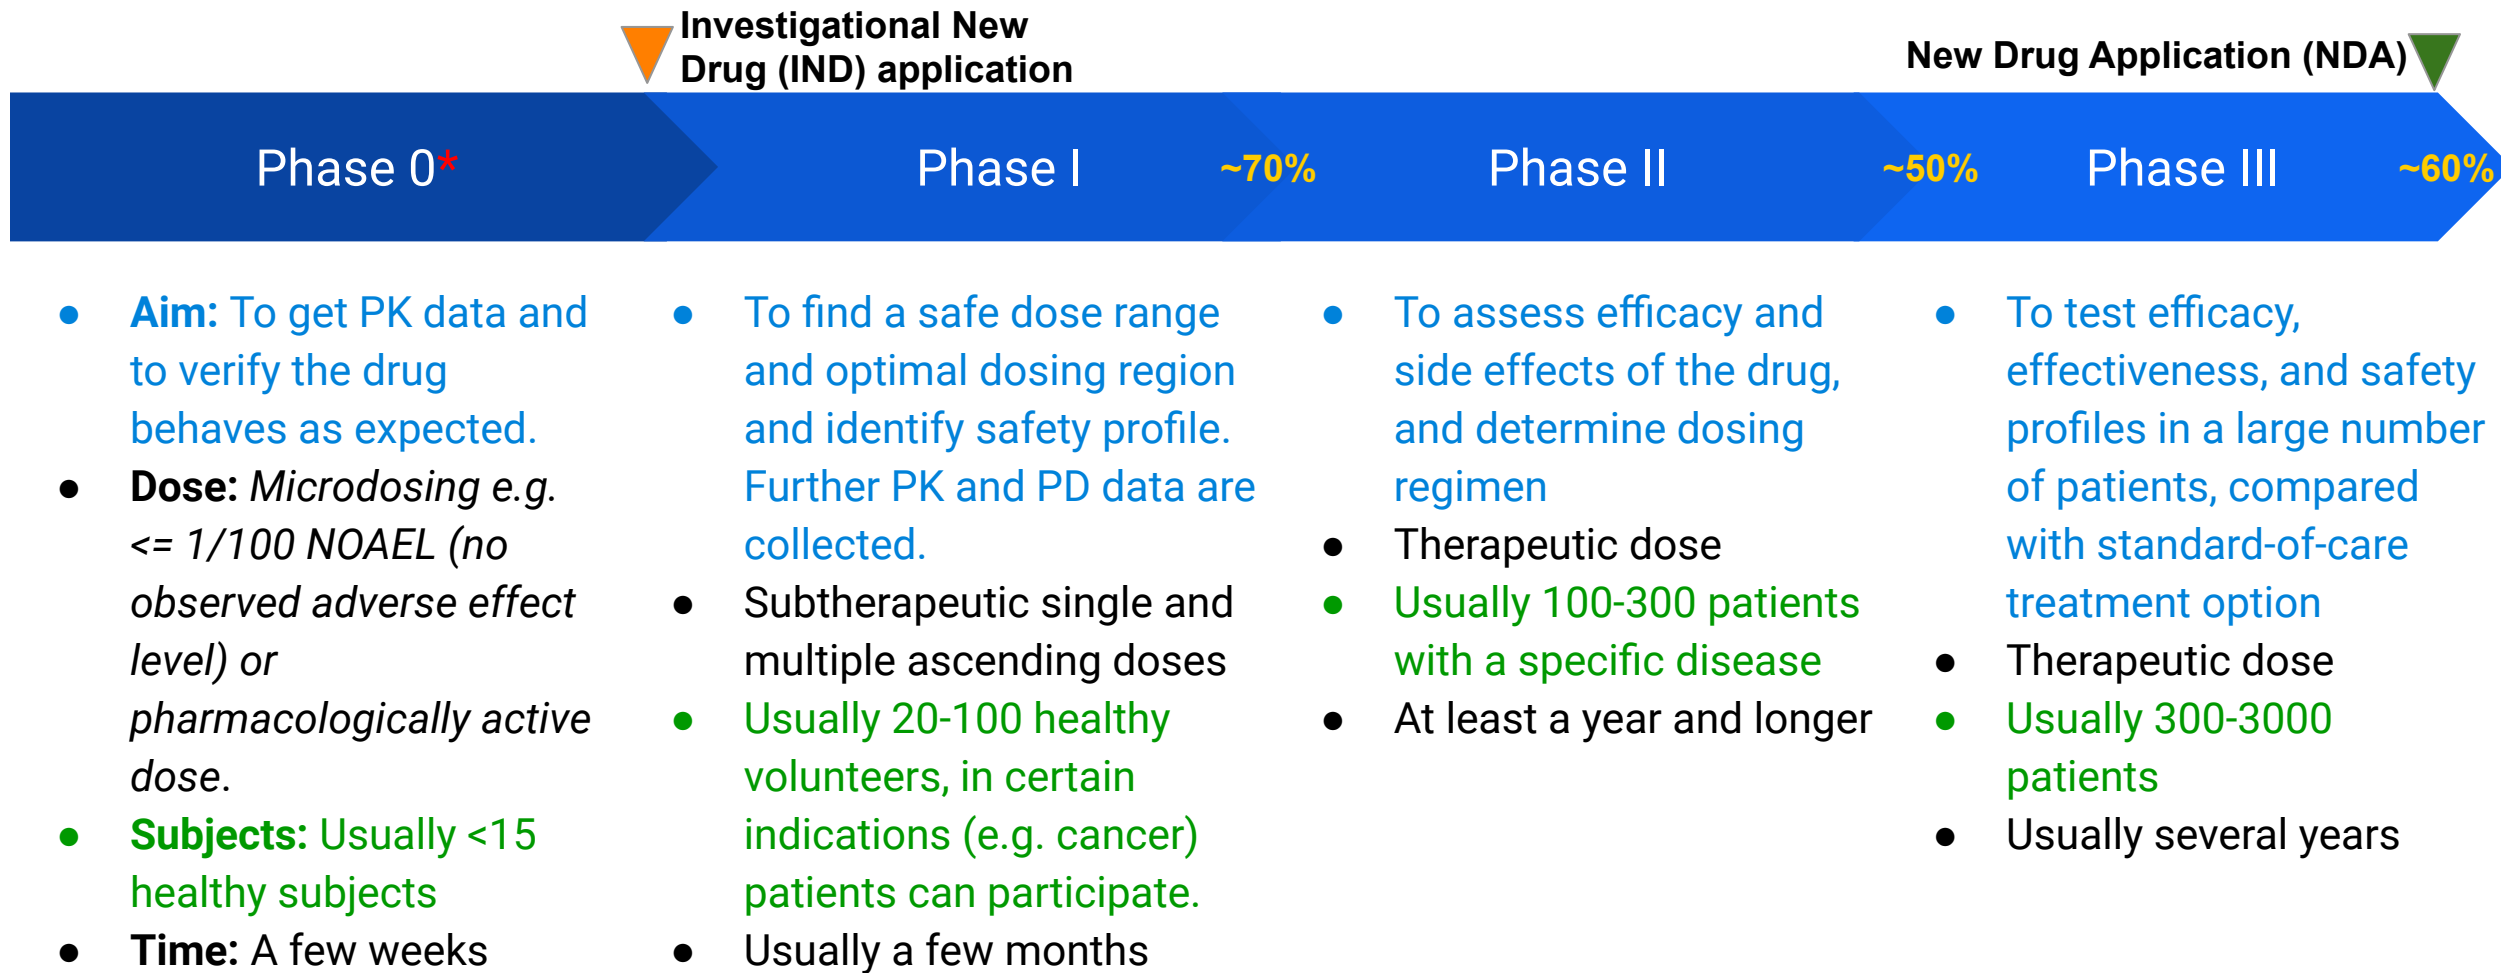 Investigational New
Drug (IND) application
New Drug Application (NDA)
Phase 0*
Phase I
~70%
Phase II
~50%
Phase III
~60%
● Aim: To get PK data and
to verify the drug
behaves as expected.
● Dose: Microdosing e.g.
<= 1/100 NOAEL (no
observed adverse effect
level) or
pharmacologically active
dose.
● Subjects: Usually <15
healthy subjects
● Time: A few weeks
● To find a safe dose range
and optimal dosing region
and identify safety profile.
Further PK and PD data are
collected.
● Subtherapeutic single and
multiple ascending doses
● Usually 20-100 healthy
volunteers, in certain
indications (e.g. cancer)
patients can participate.
● Usually a few months
● To assess efficacy and
side effects of the drug,
and determine dosing
regimen
● Therapeutic dose
● Usually 100-300 patients
with a specific disease
● At least a year and longer
● To test efficacy,
effectiveness, and safety
profiles in a large number
of patients, compared
with standard-of-care
treatment option
● Therapeutic dose
● Usually 300-3000
patients
● Usually several years